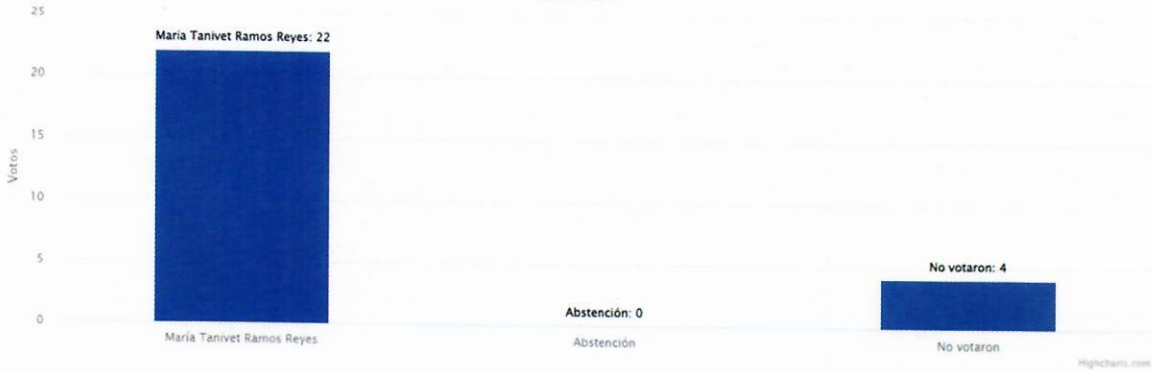 25
María Tanivet Ramos Reyes: 22
20
15
Votos
10
5
No votaron: 4
Abstención: 0
0
María Tanivet Ramos Reyes
Abstención
No votaron
Highcharts.com